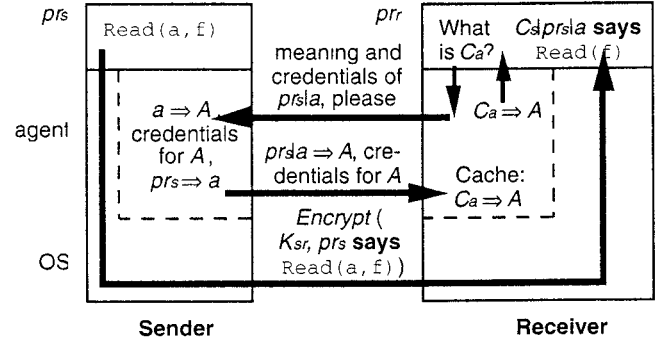 prs
Read(a,f)
meaning and
credentials of
prs|a, please
prr
What
is Ca?
Cs|prs|a says
Read(f)
agent
a ⇒ A
credentials
for A,
prs ⇒ a
prs|a ⇒ A, cre-
dentials for A
Ca ⇒ A
Cache:
Ca ⇒ A
OS
Encrypt (
Ksr, prs says
Read(a,f))
Sender
Receiver